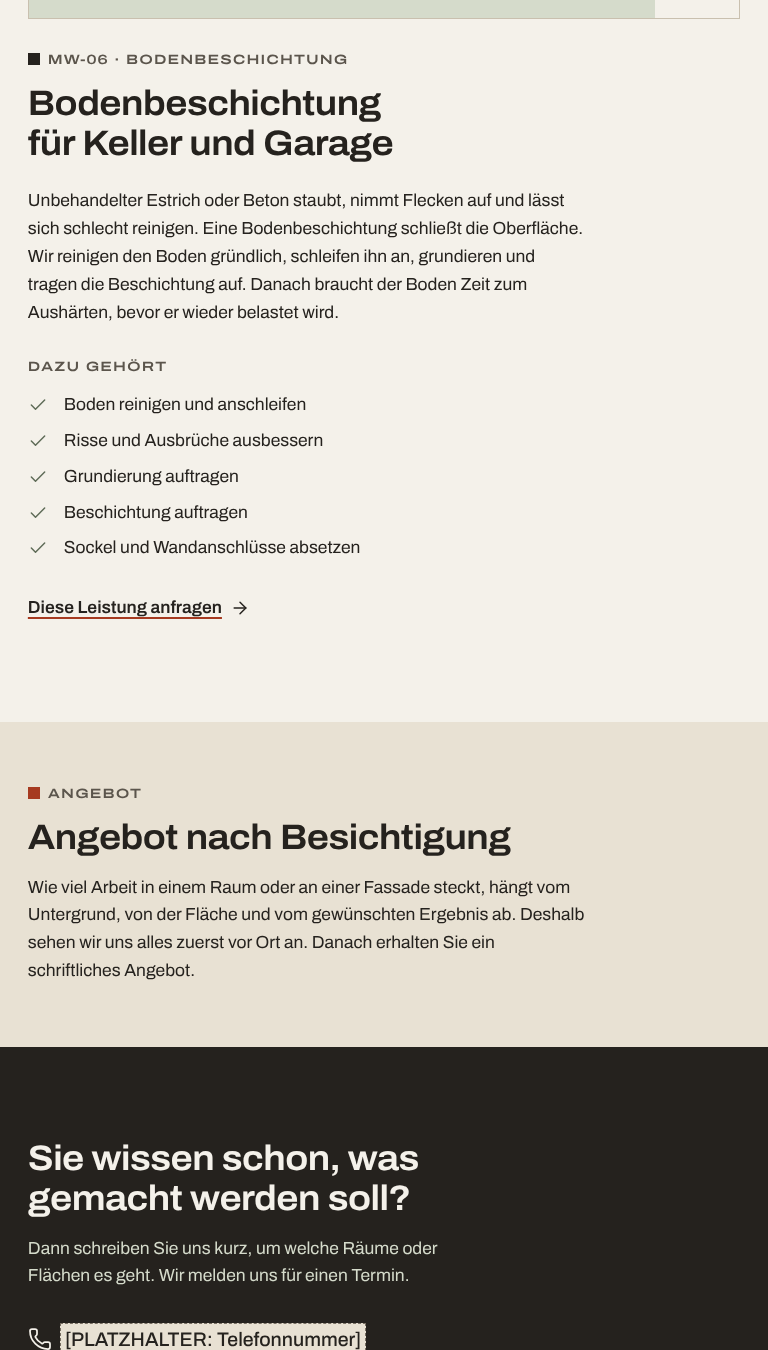 MW-06 · BODENBESCHICHTUNG
Bodenbeschichtung
für Keller und Garage
Unbehandelter Estrich oder Beton staubt, nimmt Flecken auf und lässt
sich schlecht reinigen. Eine Bodenbeschichtung schließt die Oberfläche.
Wir reinigen den Boden gründlich, schleifen ihn an, grundieren und
tragen die Beschichtung auf. Danach braucht der Boden Zeit zum
Aushärten, bevor er wieder belastet wird.
DAZU GEHÖRT
Boden reinigen und anschleifen
Risse und Ausbrüche ausbessern
Grundierung auftragen
Beschichtung auftragen
Sockel und Wandanschlüsse absetzen
Diese Leistung anfragen
ANGEBOT
Angebot nach Besichtigung
Wie viel Arbeit in einem Raum oder an einer Fassade steckt, hängt vom
Untergrund, von der Fläche und vom gewünschten Ergebnis ab. Deshalb
sehen wir uns alles zuerst vor Ort an. Danach erhalten Sie ein
schriftliches Angebot.
Sie wissen schon, was
gemacht werden soll?
Dann schreiben Sie uns kurz, um welche Räume oder
Flächen es geht. Wir melden uns für einen Termin.
[PLATZHALTER: Telefonnummer]